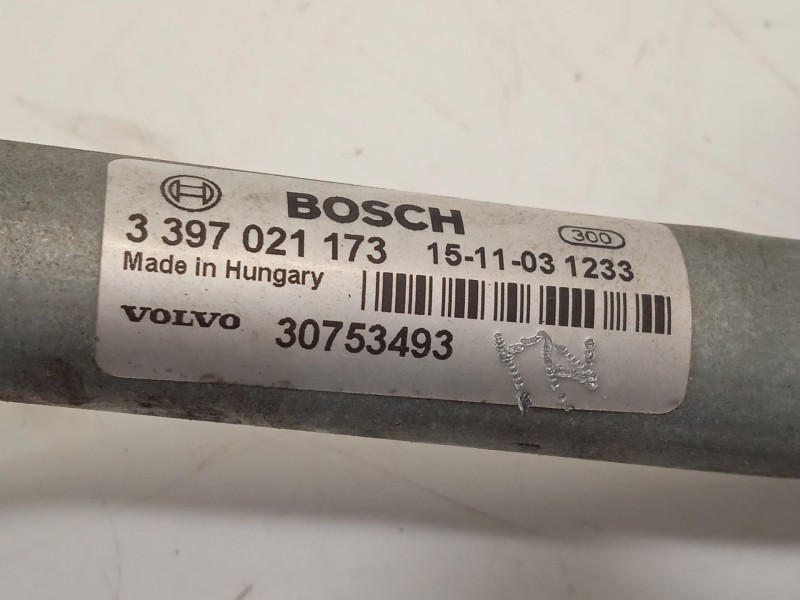 BOSCH
300
3 397 021 173 15-11-03 1233
Made in Hungary
VOLVO 30753493